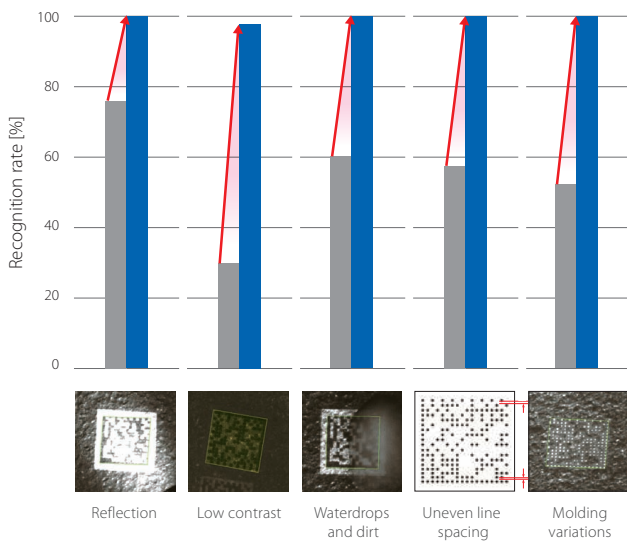 Recognition rate [%]
100
80
60
40
20
0
Reflection
Low contrast
Waterdrops
and dirt
Uneven line
spacing
Molding
variations